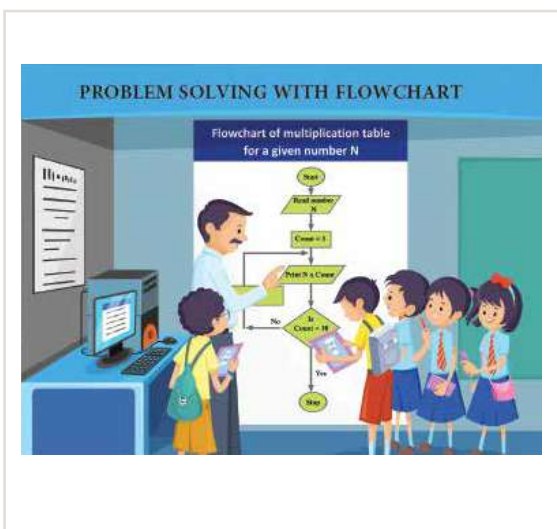 PROBLEM SOLVING WITH FLOWCHART
Flowchart of multiplication table
for a given number N
Start
Read number
N
Count = 1
Print N x Count
Is
Count = 10
No
Yes
Stop